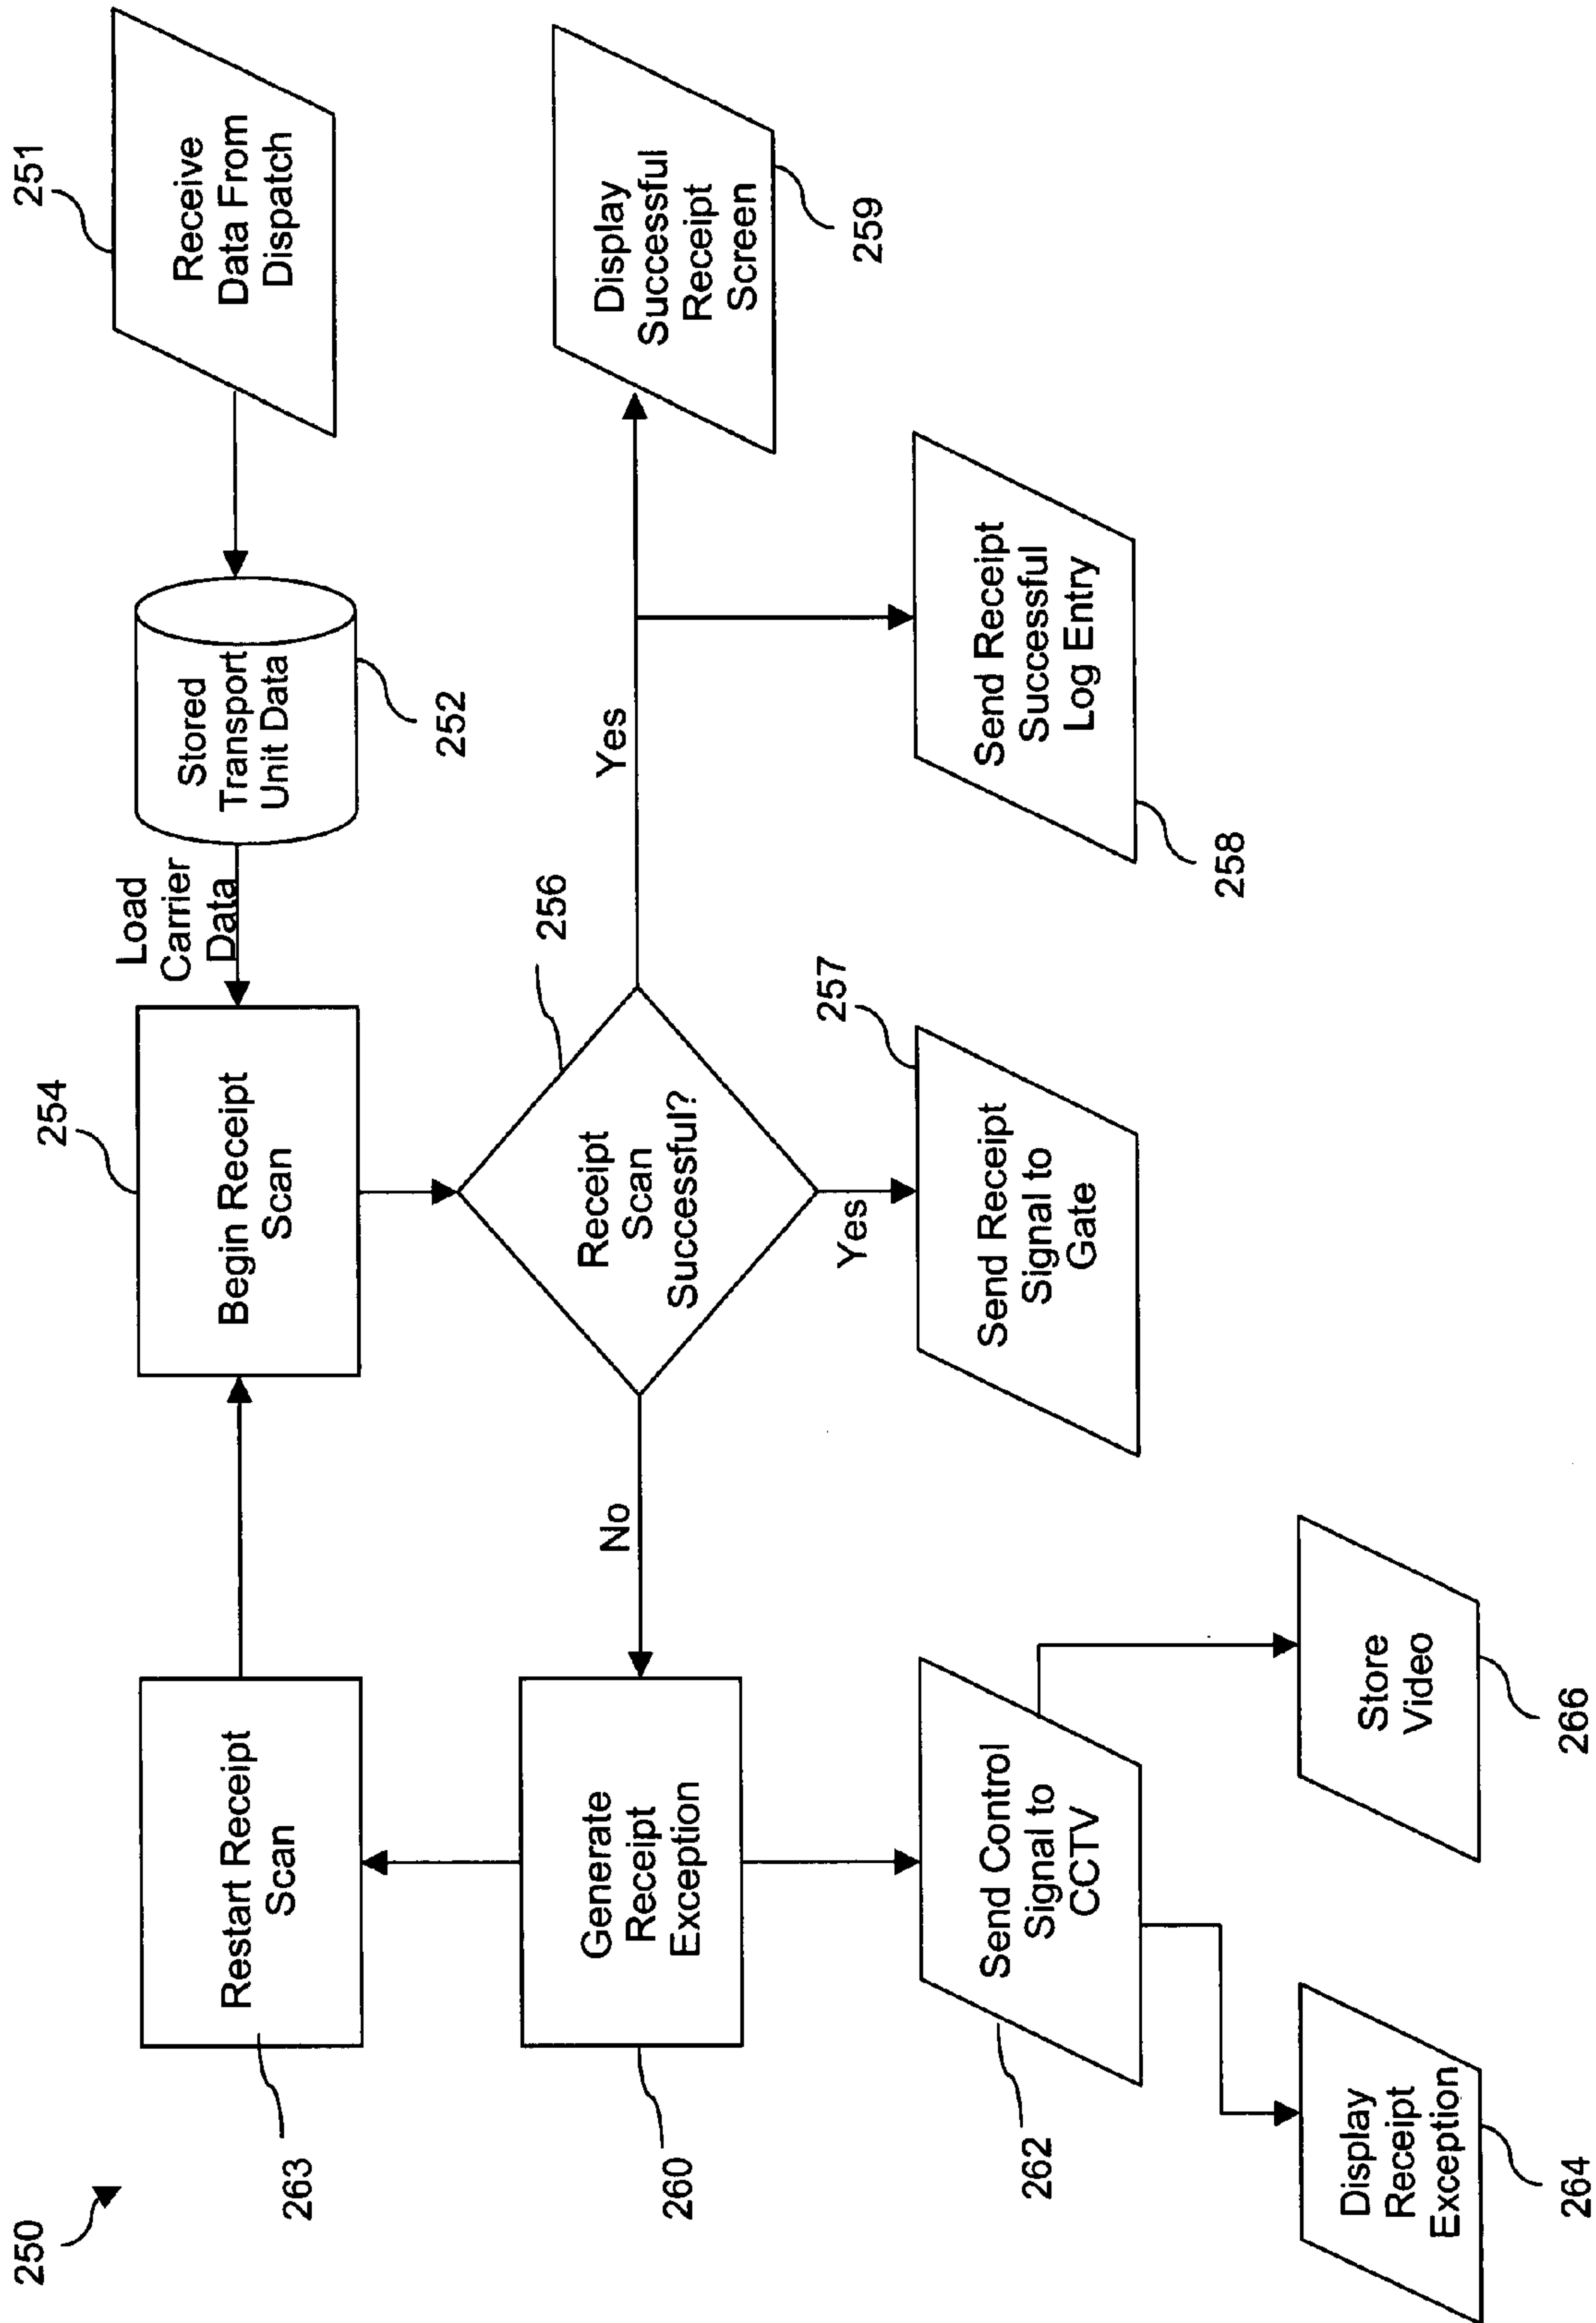 250
263
Restart Receipt
Scan
254
Begin Receipt
Scan
Load
Carrier
Data
Stored
Transport
Unit Data
252
251
Receive
Data From
Dispatch
260
Generate
Receipt
Exception
No
Receipt
Scan
Successful?
256
Yes
Yes
Display
Successful
Receipt
Screen
259
262
Send Control
Signal to
CCTV
257
Send Receipt
Signal to
Gate
258
Send Receipt
Successful
Log Entry
Display
Receipt
Exception
264
Store
Video
266